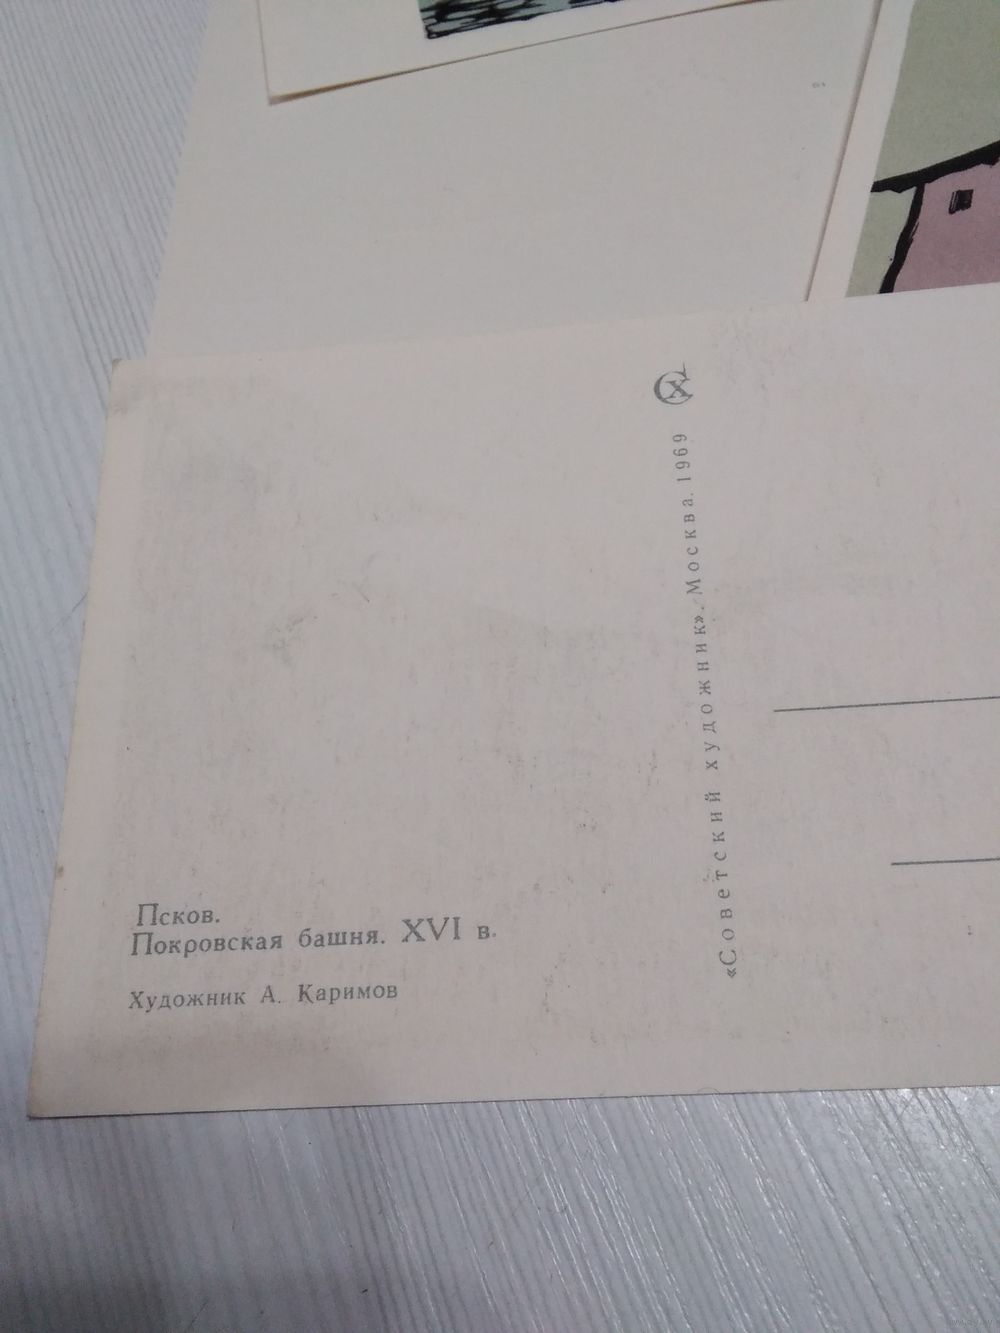 Псков.
Покровская башня. XVI в.
Художник А. Каримов
«Советский художник». Москва. 1969